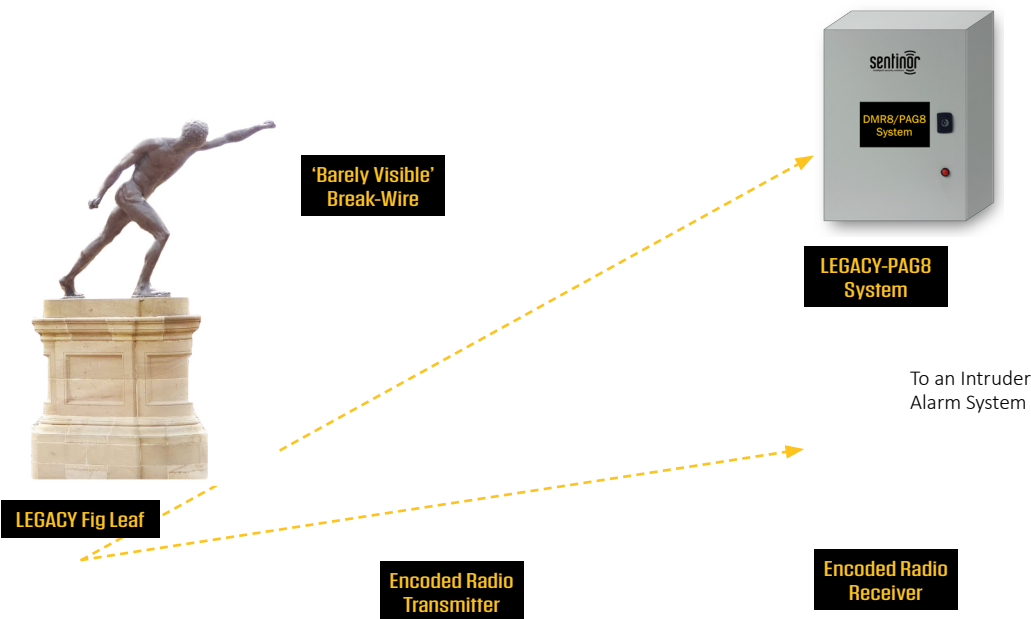 sentinor
DMR8/PAG8
System
'Barely Visible'
Break-Wire
LEGACY-PAG8
System
To an Intruder
Alarm System
LEGACY Fig Leaf
Encoded Radio
Transmitter
Encoded Radio
Receiver